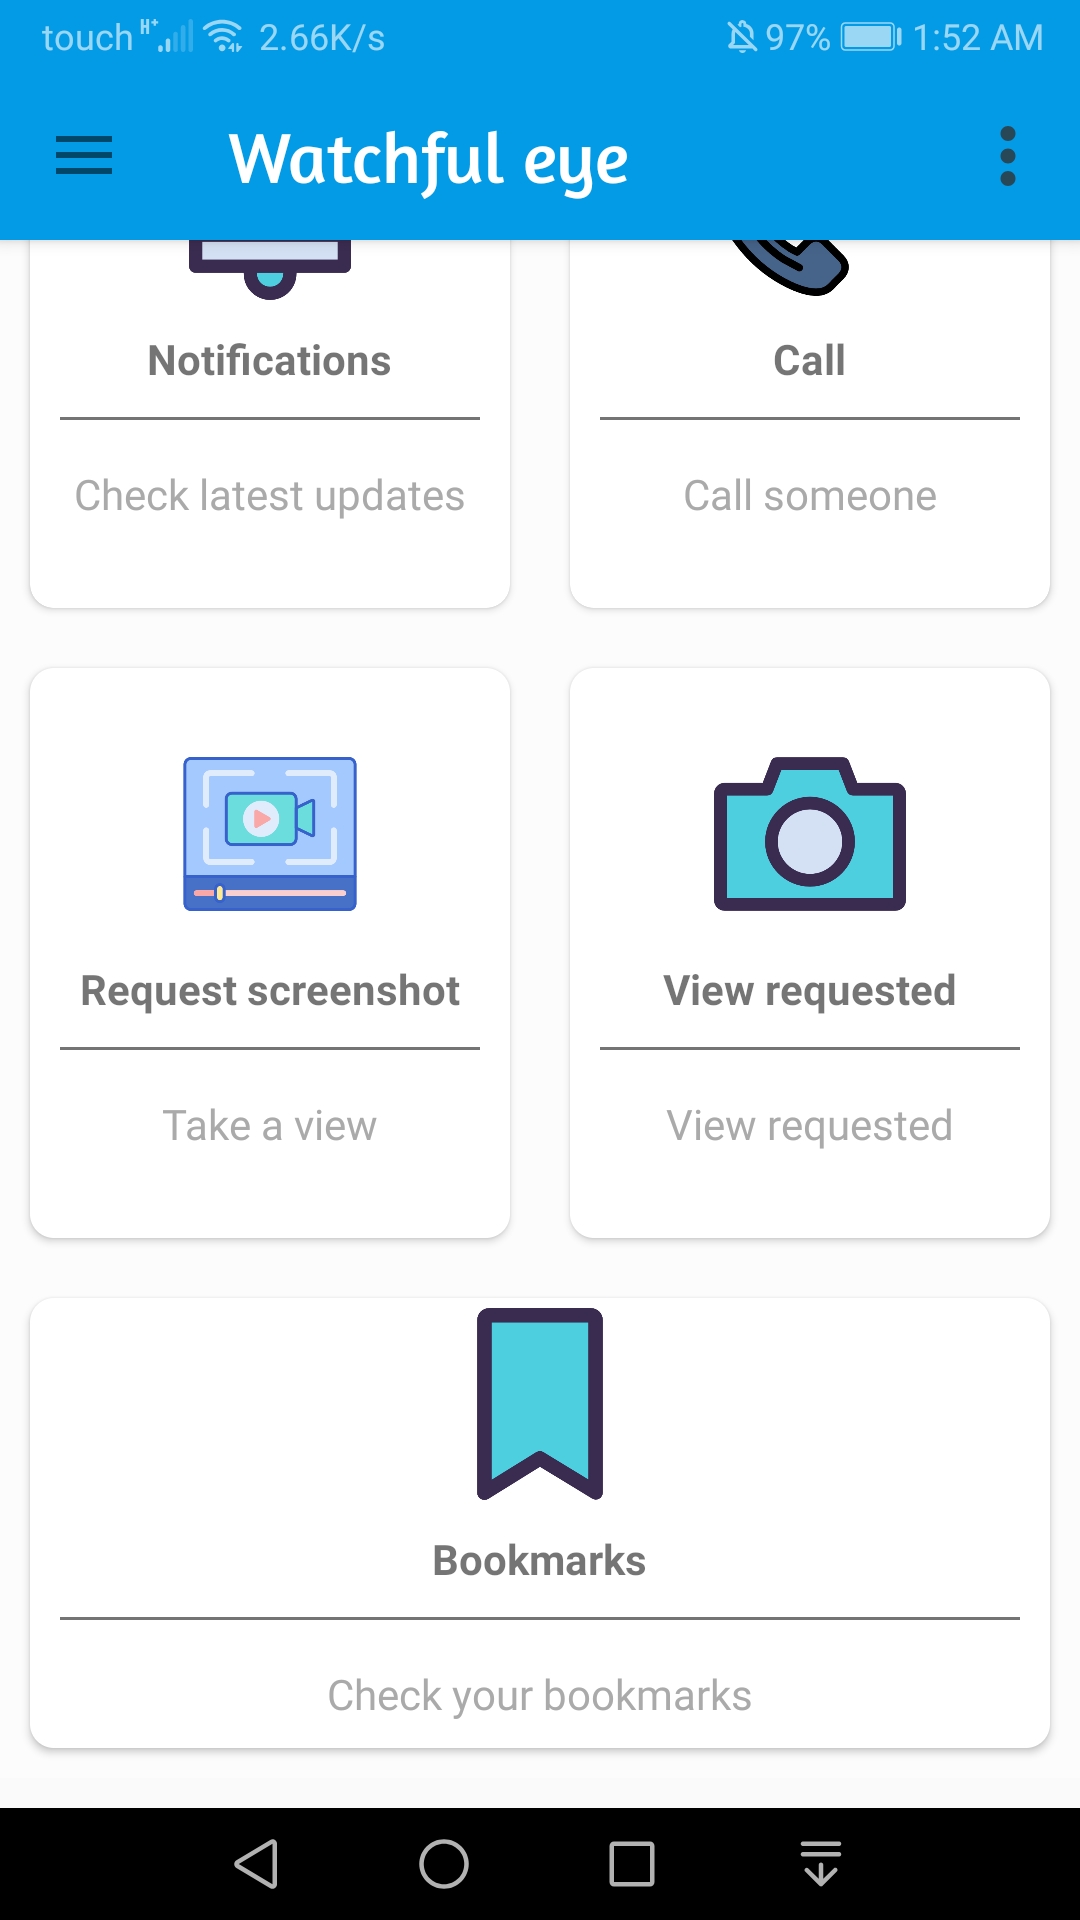 touch H+ 2.66K/s 97% 1:52 AM
Watchful eye
Notifications
Call
Check latest updates
Call someone
Request screenshot
View requested
Take a view
View requested
Bookmarks
Check your bookmarks